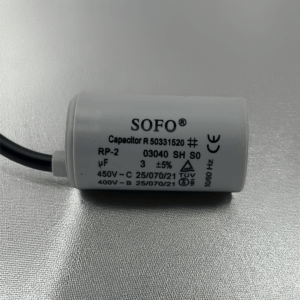 SOFO®
Capacitor R 50331520
RP-2 03040 SH S0
µF 3 ±5%
450V~C 25/070/21 TÜV
400V~B 25/070/21
50/60 Hz